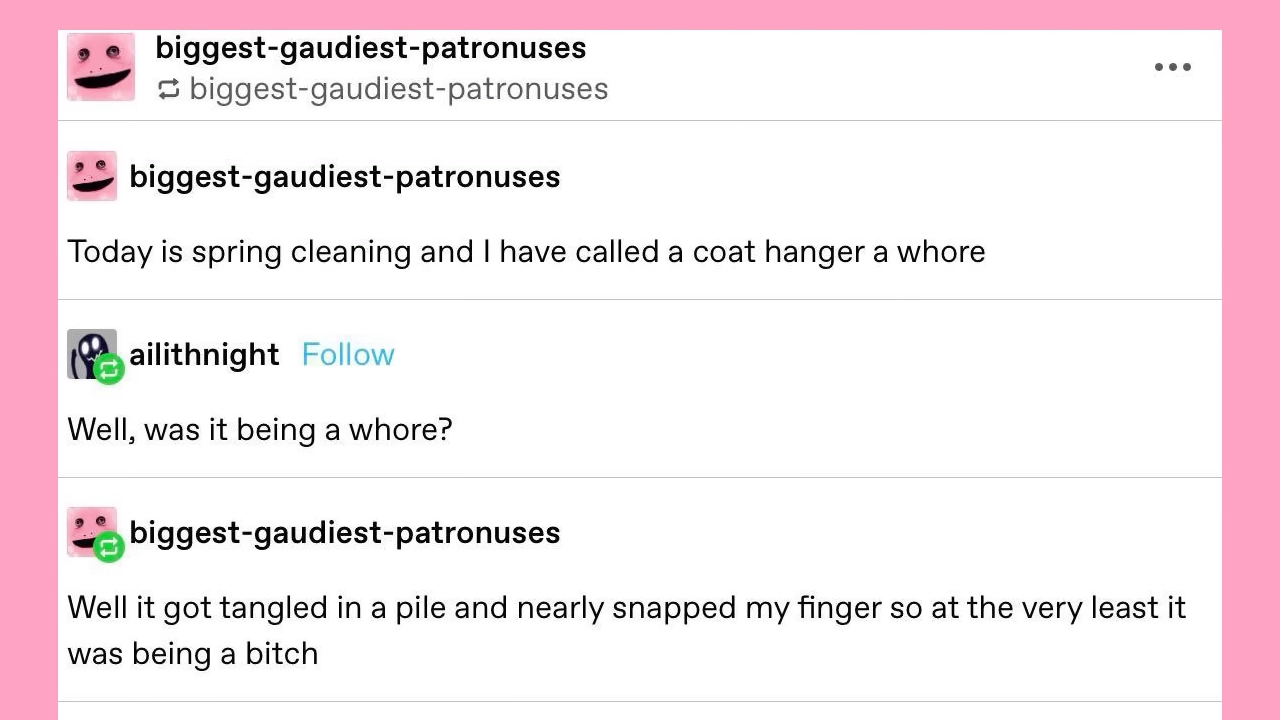 biggest-gaudiest-patronuses
biggest-gaudiest-patronuses
biggest-gaudiest-patronuses
Today is spring cleaning and I have called a coat hanger a whore
ailithnight Follow
Well, was it being a whore?
biggest-gaudiest-patronuses
Well it got tangled in a pile and nearly snapped my finger so at the very least it
was being a bitch